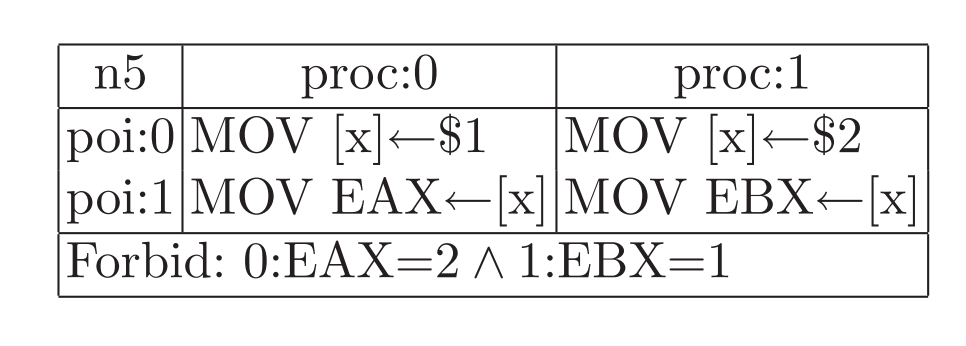 n5 proc:0 proc:1
poi:0 MOV [x]←$1 MOV [x]←$2
poi:1 MOV EAX←[x] MOV EBX←[x]
Forbid: 0:EAX=2 ∧ 1:EBX=1